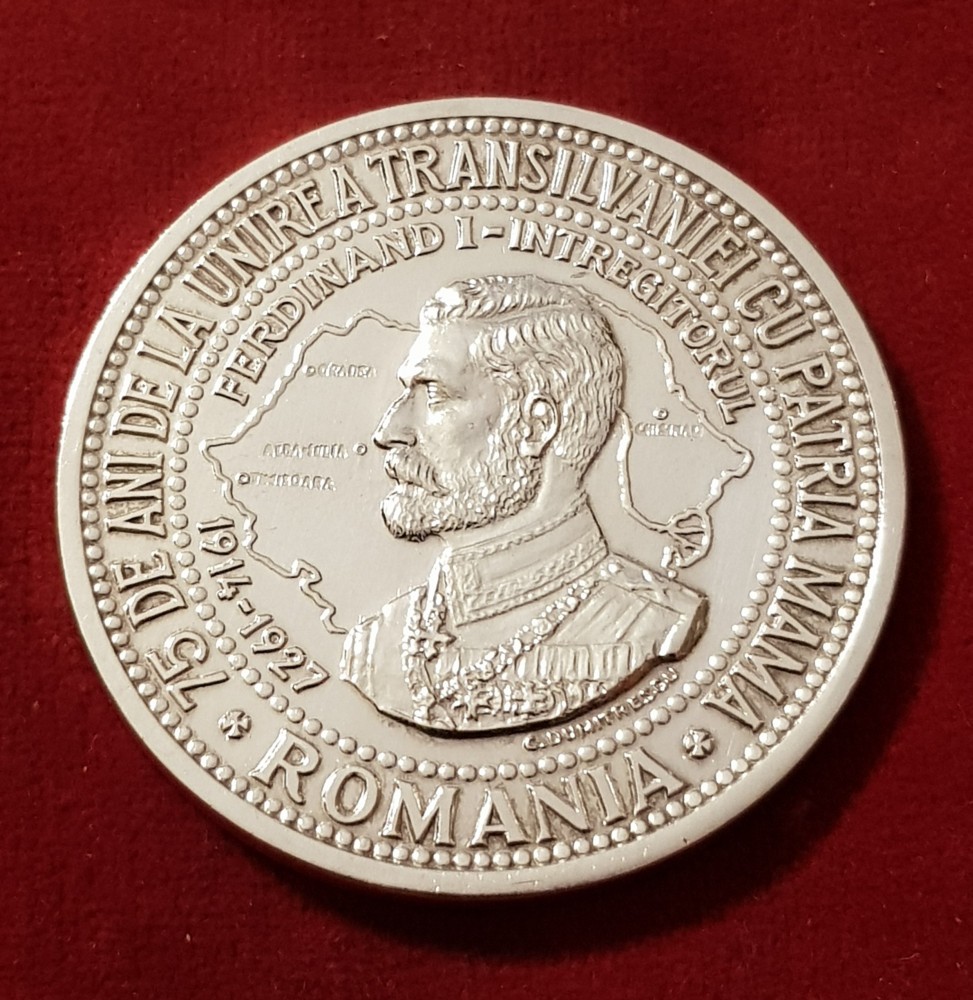 75 DE ANI DE LA UNIREA TRANSILVANIEI CU PATRIA MAMA
FERDINAND I-INTREGITORUL
ORADEA
CHISINAU
ALBA-IULIA
TIMISOARA
1914-1927
C.DUMITRESCU
ROMANIA